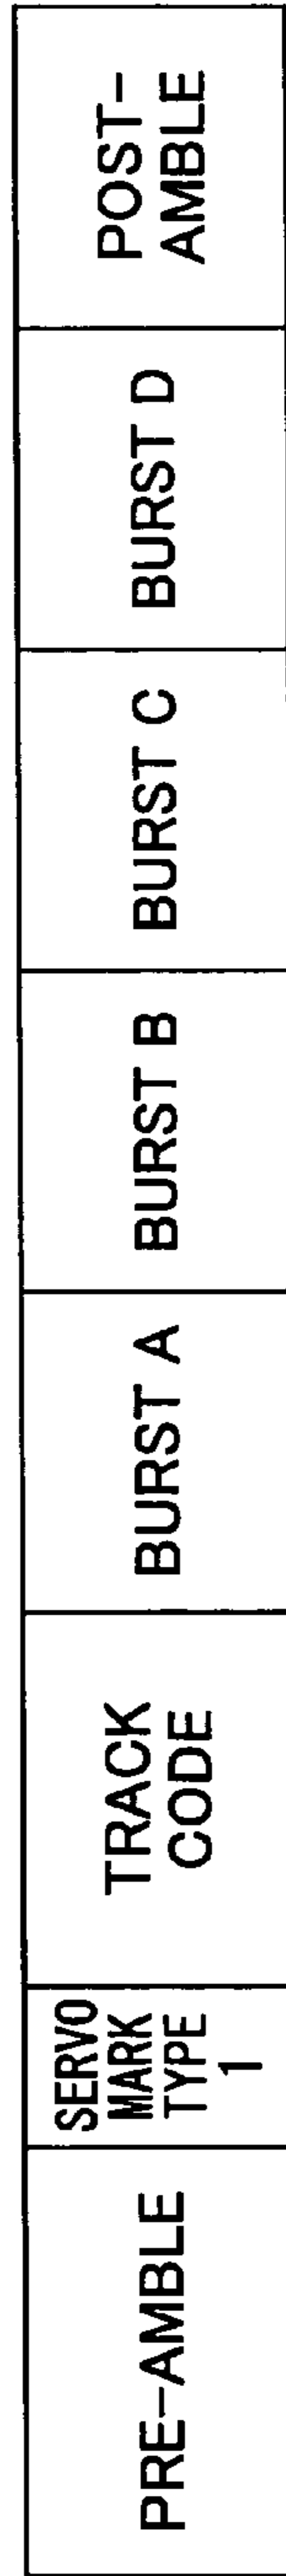 PRE-AMBLE
SERVO
MARK
TYPE
1
TRACK
CODE
BURST A
BURST B
BURST C
BURST D
POST-
AMBLE